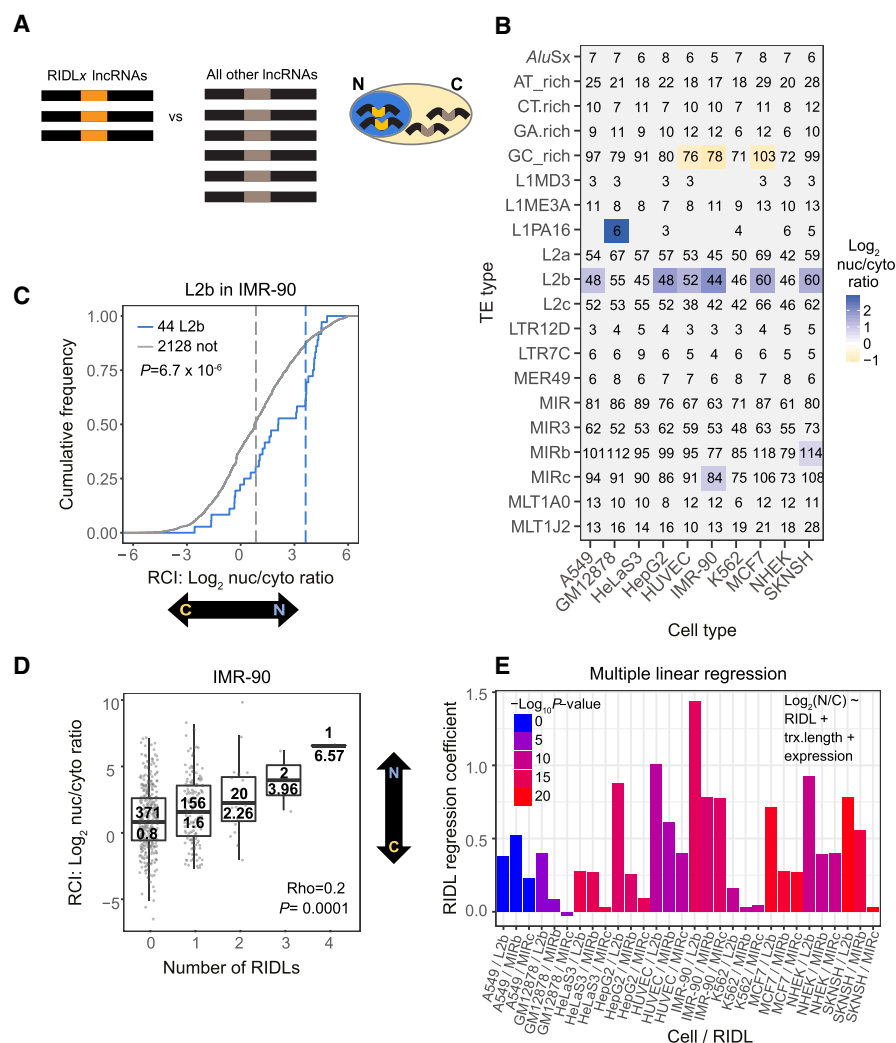 A
RIDLx lncRNAs
vs
All other lncRNAs
N
C
B
TE type
AluSx 7 7 6 8 6 5 7 8 7 6
AT_rich 25 21 18 22 18 17 18 29 20 28
CT.rich 10 7 11 7 10 10 7 11 8 12
GA.rich 9 11 9 10 12 12 6 12 6 10
GC_rich 97 79 91 80 76 78 71 103 72 99
L1MD3 3 3 3 3 3 3 3
L1ME3A 11 8 8 7 8 11 9 13 10 13
L1PA16 6 3 4 6 5
L2a 54 67 57 57 53 45 50 69 42 59
L2b 48 55 45 48 52 44 46 60 46 60
L2c 52 53 55 52 38 42 42 66 46 62
LTR12D 3 4 5 3 4 3 3 4 5 5
LTR7C 6 6 9 6 5 4 6 6 5 5
MER49 6 8 6 7 7 6 8 7 8 6
MIR 81 86 89 76 67 63 71 87 61 80
MIR3 62 52 53 62 59 53 48 63 55 73
MIRb 101 112 95 99 95 77 85 118 79 114
MIRc 94 91 90 86 91 84 75 106 73 108
MLT1A0 13 10 10 8 12 12 6 12 12 11
MLT1J2 13 16 14 16 10 13 19 21 18 28
A549
GM12878
HeLaS3
HepG2
HUVEC
IMR-90
K562
MCF7
NHEK
SKNSH
Cell type
Log2
nuc/cyto
ratio
2
1
0
−1
C
L2b in IMR-90
Cumulative frequency
1.00
0.75
0.50
0.25
0.00
44 L2b
2128 not
P=6.7 x 10-6
−6 −3 0 3 6
RCI: Log2 nuc/cyto ratio
C N
D
IMR-90
RCI: Log2 nuc/cyto ratio
10
5
0
−5
371
0.8
156
1.6
20
2.26
2
3.96
1
6.57
Rho=0.2
P= 0.0001
0 1 2 3 4
Number of RIDLs
N
C
E
Multiple linear regression
RIDL regression coefficient
1.5
1.0
0.5
0.0
−Log10P−value
0
5
10
15
20
Log2(N/C) ~
RIDL +
trx.length +
expression
A549 / L2b
A549 / MIRb
A549 / MIRc
GM12878 / L2b
GM12878 / MIRb
GM12878 / MIRc
HeLaS3 / L2b
HeLaS3 / MIRb
HeLaS3 / MIRc
HepG2 / L2b
HepG2 / MIRb
HepG2 / MIRc
HUVEC / L2b
HUVEC / MIRb
HUVEC / MIRc
IMR-90 / L2b
IMR-90 / MIRb
IMR-90 / MIRc
K562 / L2b
K562 / MIRb
K562 / MIRc
MCF7 / L2b
MCF7 / MIRb
MCF7 / MIRc
NHEK / L2b
NHEK / MIRb
NHEK / MIRc
SKNSH / L2b
SKNSH / MIRb
SKNSH / MIRc
Cell / RIDL